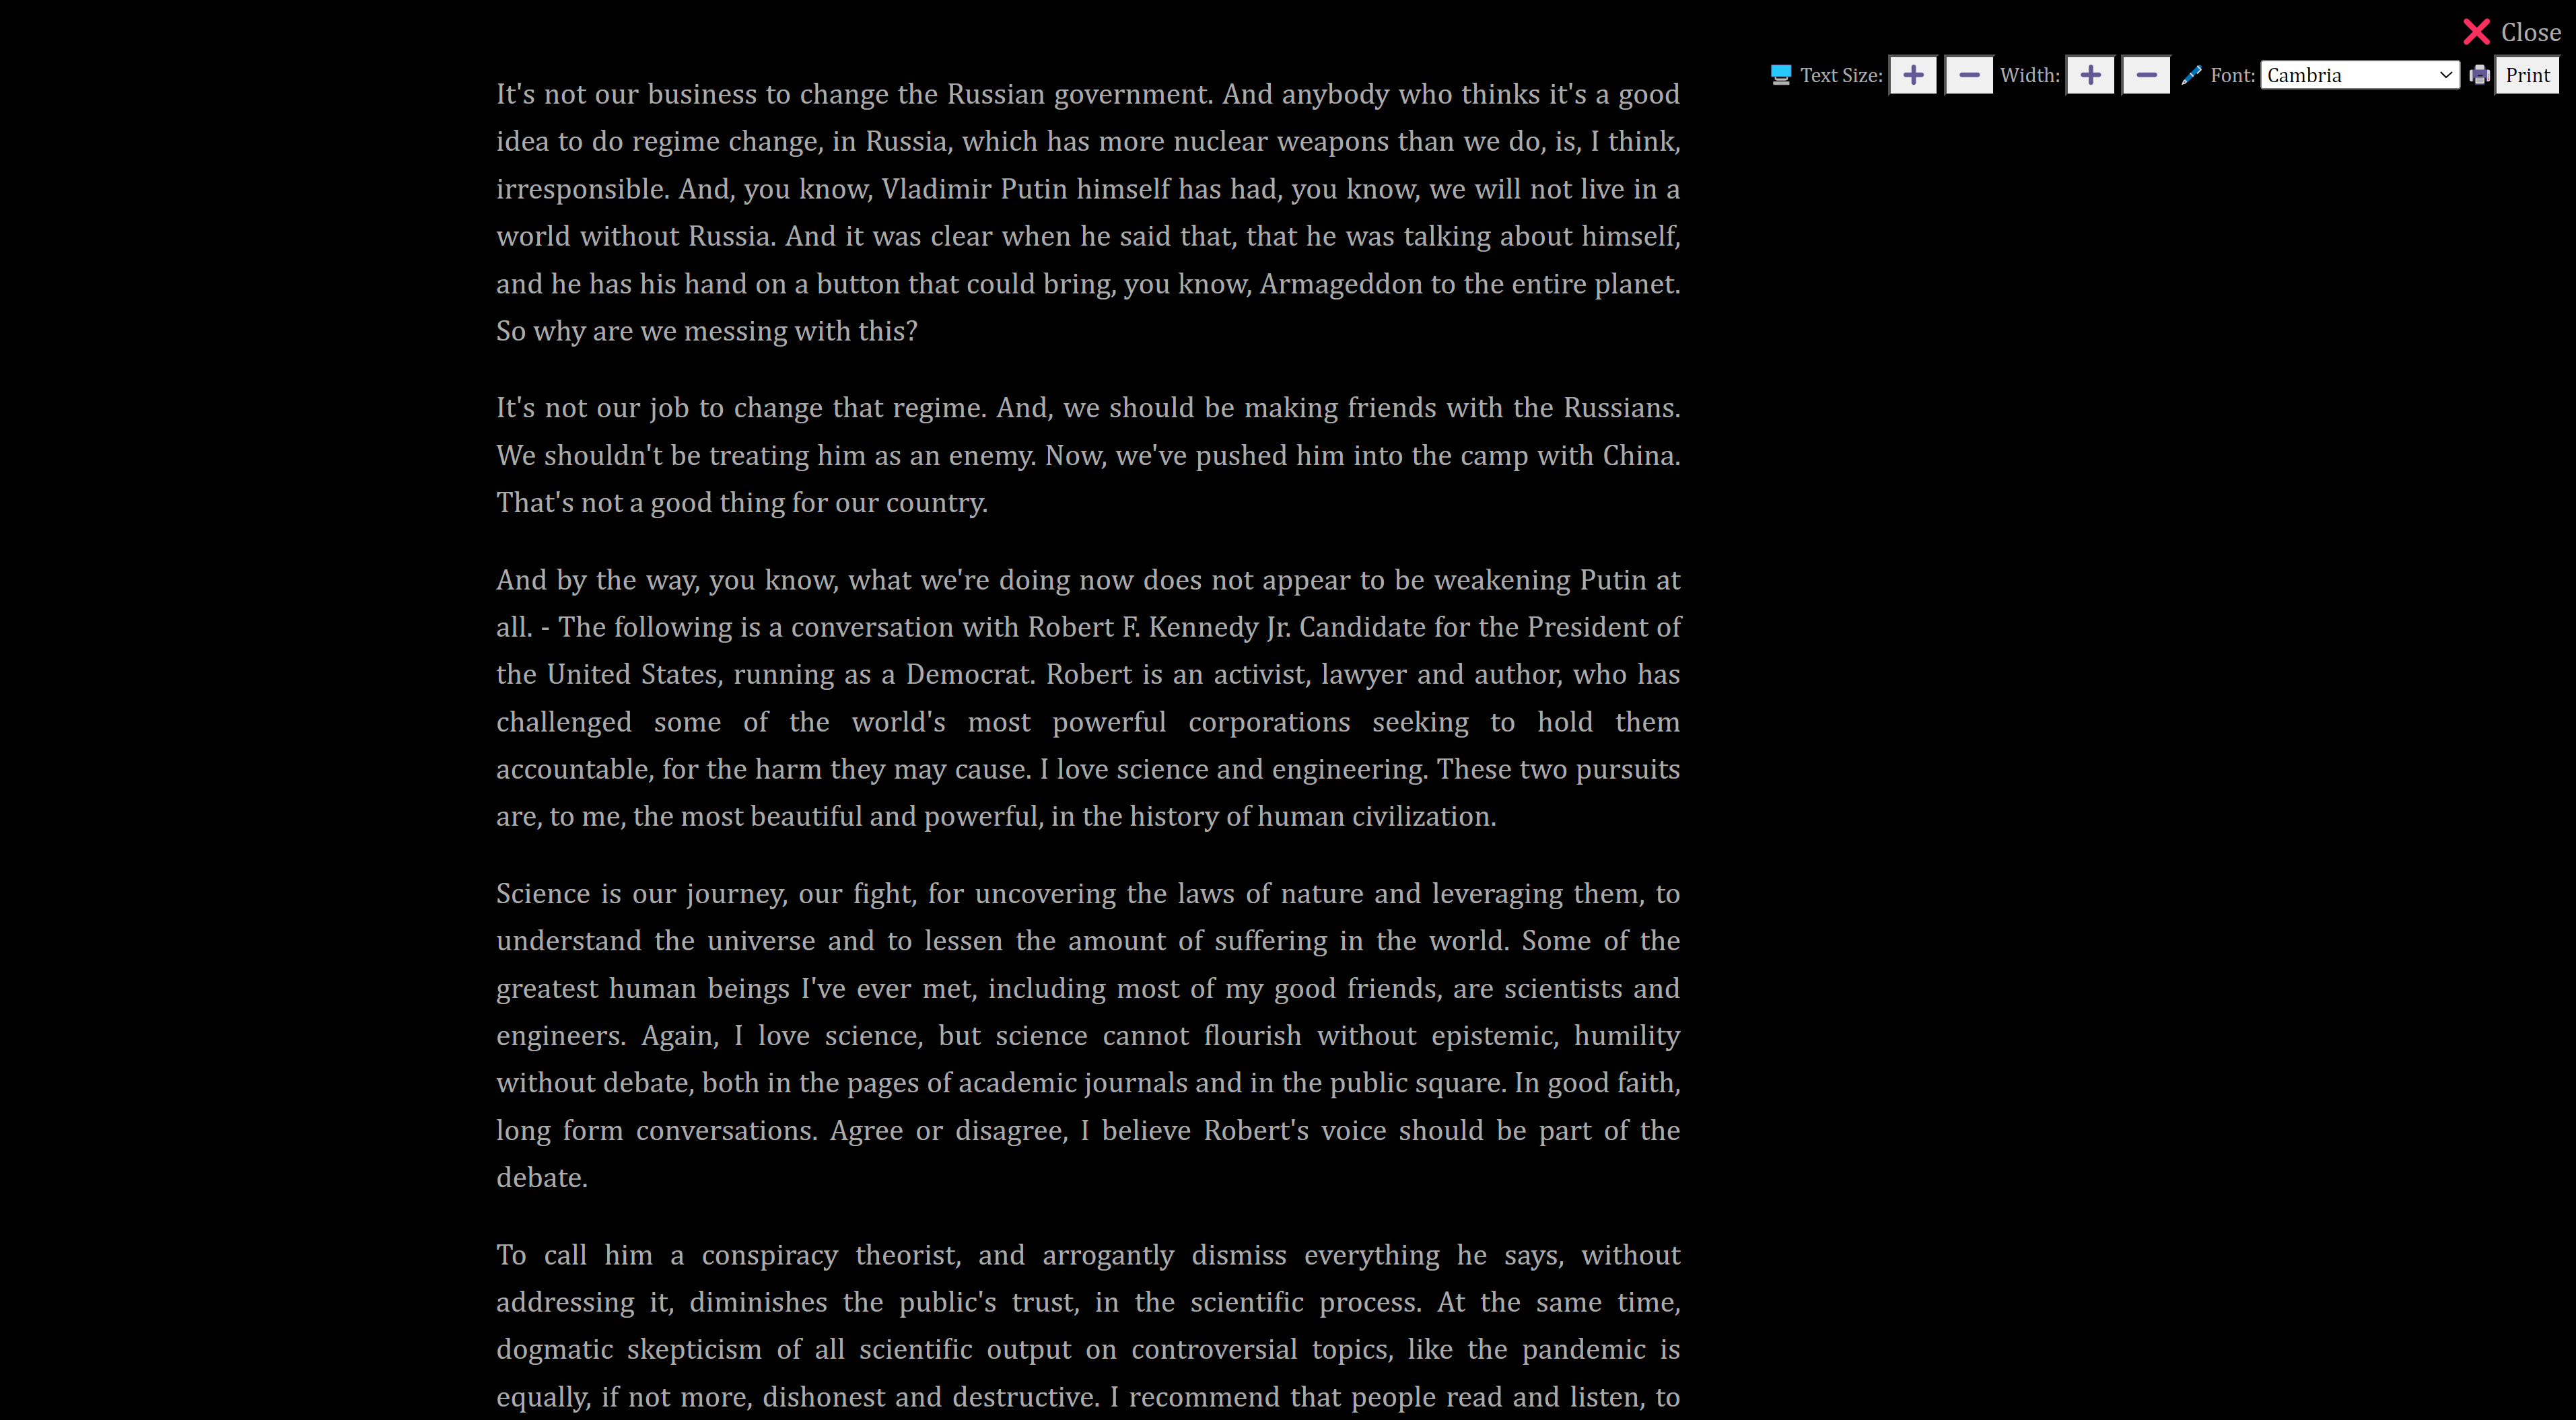 Close
Text Size: + − Width: + − Font: Cambria Print
It's not our business to change the Russian government. And anybody who thinks it's a good
idea to do regime change, in Russia, which has more nuclear weapons than we do, is, I think,
irresponsible. And, you know, Vladimir Putin himself has had, you know, we will not live in a
world without Russia. And it was clear when he said that, that he was talking about himself,
and he has his hand on a button that could bring, you know, Armageddon to the entire planet.
So why are we messing with this?
It's not our job to change that regime. And, we should be making friends with the Russians.
We shouldn't be treating him as an enemy. Now, we've pushed him into the camp with China.
That's not a good thing for our country.
And by the way, you know, what we're doing now does not appear to be weakening Putin at
all. - The following is a conversation with Robert F. Kennedy Jr. Candidate for the President of
the United States, running as a Democrat. Robert is an activist, lawyer and author, who has
challenged some of the world's most powerful corporations seeking to hold them
accountable, for the harm they may cause. I love science and engineering. These two pursuits
are, to me, the most beautiful and powerful, in the history of human civilization.
Science is our journey, our fight, for uncovering the laws of nature and leveraging them, to
understand the universe and to lessen the amount of suffering in the world. Some of the
greatest human beings I've ever met, including most of my good friends, are scientists and
engineers. Again, I love science, but science cannot flourish without epistemic, humility
without debate, both in the pages of academic journals and in the public square. In good faith,
long form conversations. Agree or disagree, I believe Robert's voice should be part of the
debate.
To call him a conspiracy theorist, and arrogantly dismiss everything he says, without
addressing it, diminishes the public's trust, in the scientific process. At the same time,
dogmatic skepticism of all scientific output on controversial topics, like the pandemic is
equally, if not more, dishonest and destructive. I recommend that people read and listen, to